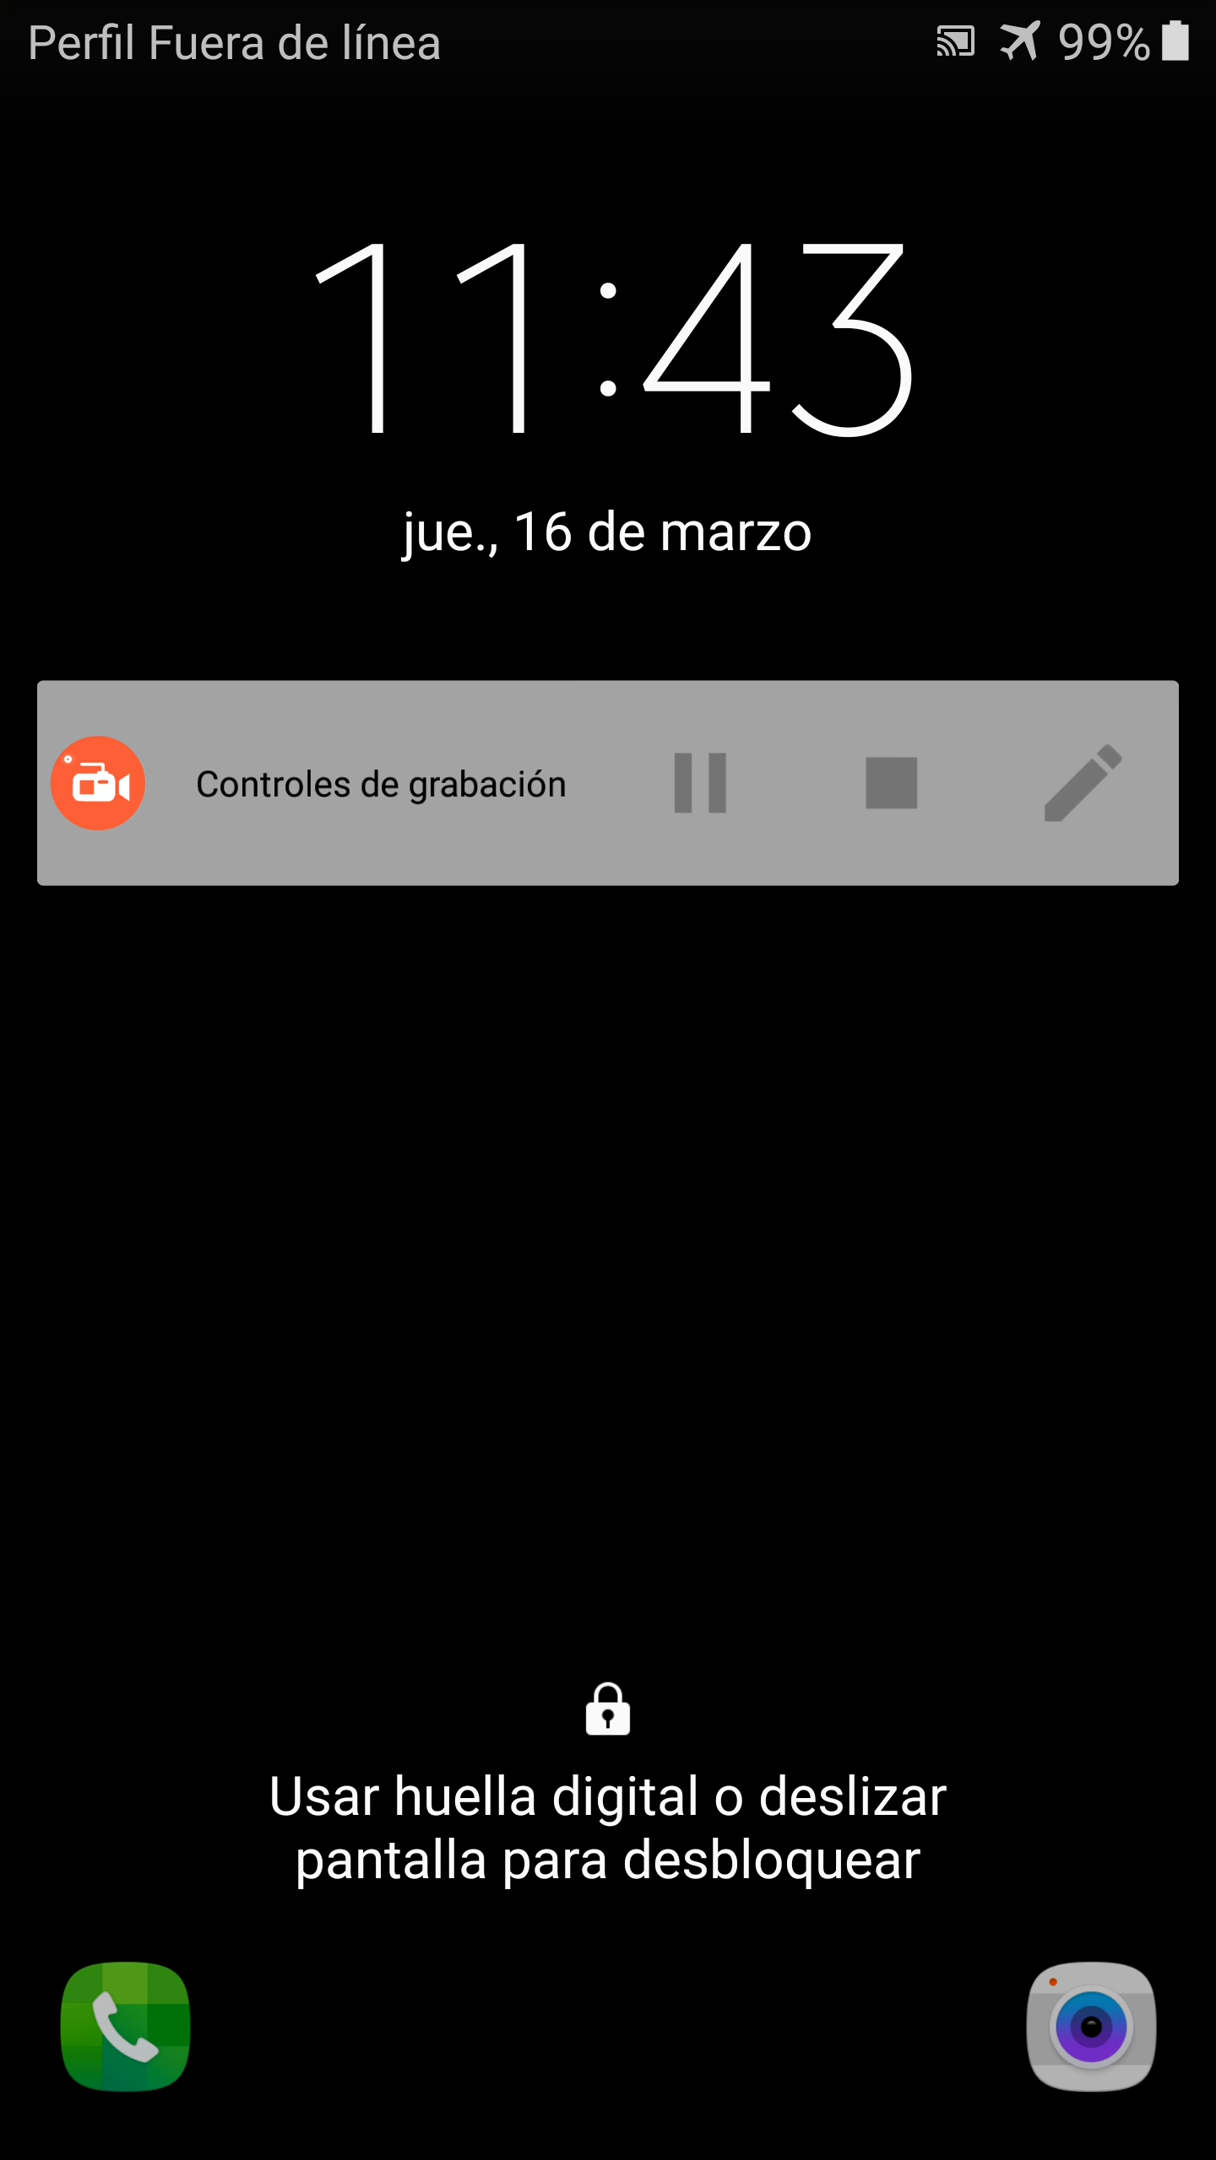 Perfil Fuera de línea 99%
11:43
jue., 16 de marzo
Controles de grabación
Usar huella digital o deslizar
pantalla para desbloquear